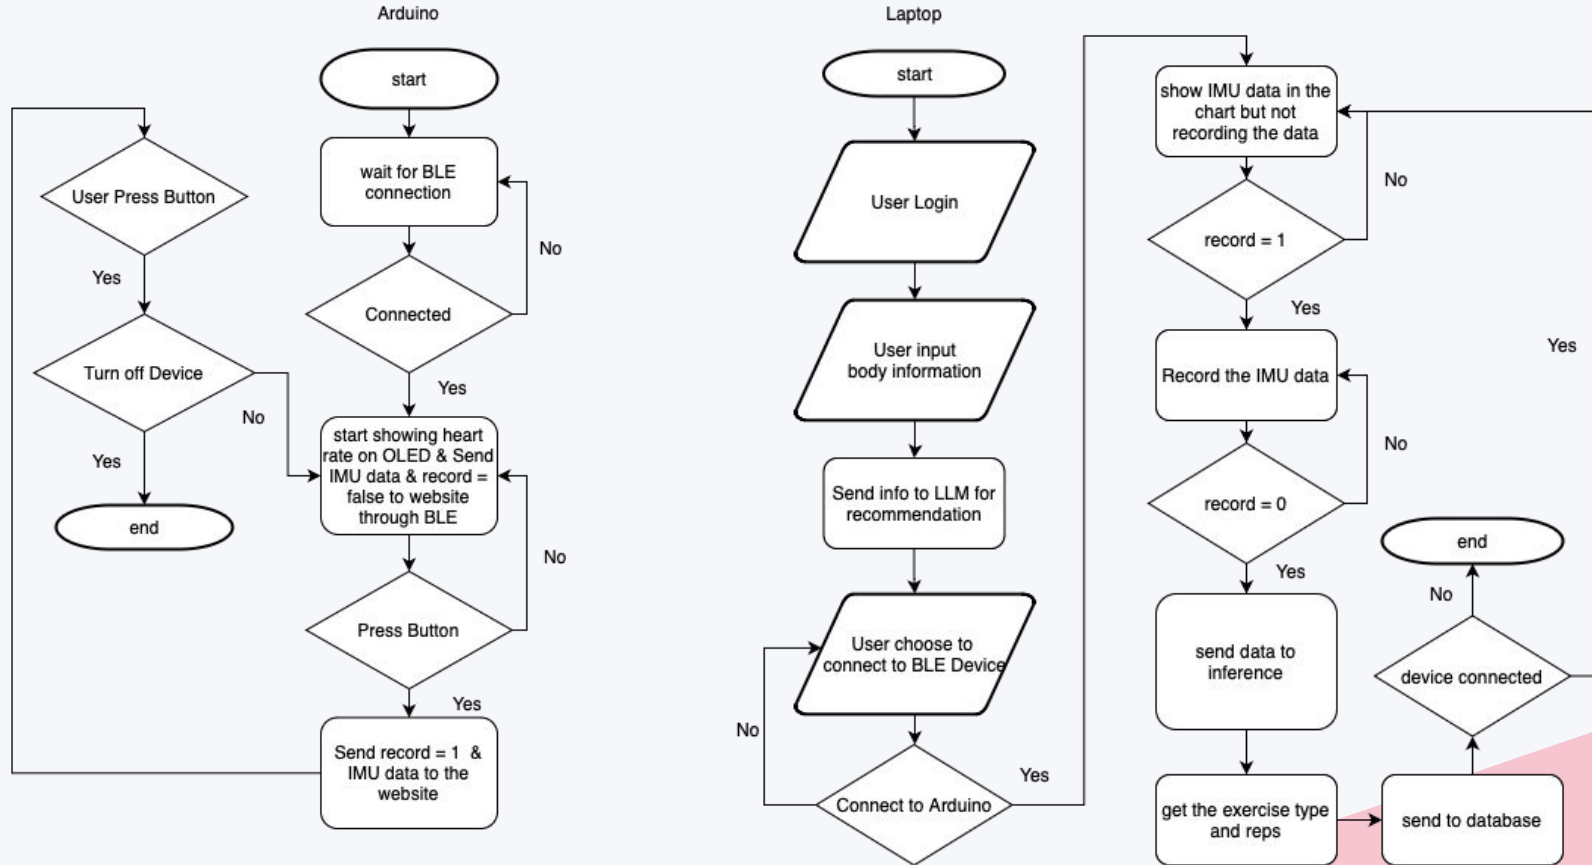 Arduino
start
wait for BLE
connection
No
Connected
Yes
start showing heart
rate on OLED & Send
IMU data & record =
false to website
through BLE
No
Press Button
Yes
Send record = 1 &
IMU data to the
website
User Press Button
Yes
Turn off Device
No
Yes
end
Laptop
start
User Login
User input
body information
Send info to LLM for
recommendation
User choose to
connect to BLE Device
No
Connect to Arduino
Yes
show IMU data in the
chart but not
recording the data
No
record = 1
Yes
Record the IMU data
No
record = 0
Yes
send data to
inference
get the exercise type
and reps
send to database
device connected
No
end
Yes